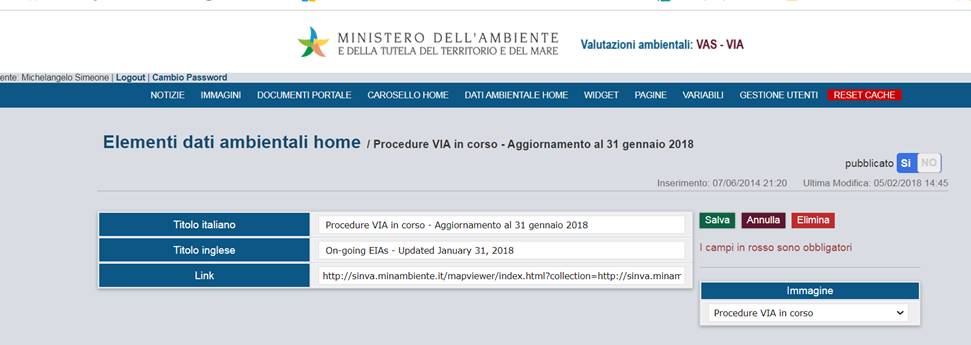 MINISTERO DELL'AMBIENTE
E DELLA TUTELA DEL TERRITORIO E DEL MARE
Valutazioni ambientali: VAS - VIA
ente: Michelangelo Simeone | Logout | Cambio Password
NOTIZIE IMMAGINI DOCUMENTI PORTALE CAROSELLO HOME DATI AMBIENTALE HOME WIDGET PAGINE VARIABILI GESTIONE UTENTI RESET CACHE
Elementi dati ambientali home / Procedure VIA in corso - Aggiornamento al 31 gennaio 2018
pubblicato SI NO
Inserimento: 07/06/2014 21:20 Ultima Modifica: 05/02/2018 14:45
Titolo italiano Procedure VIA in corso - Aggiornamento al 31 gennaio 2018
Titolo inglese On-going EIAs - Updated January 31, 2018
Link http://sinva.minambiente.it/mapviewer/index.html?collection=http://sinva.minam
Salva Annulla Elimina
I campi in rosso sono obbligatori
Immagine
Procedure VIA in corso